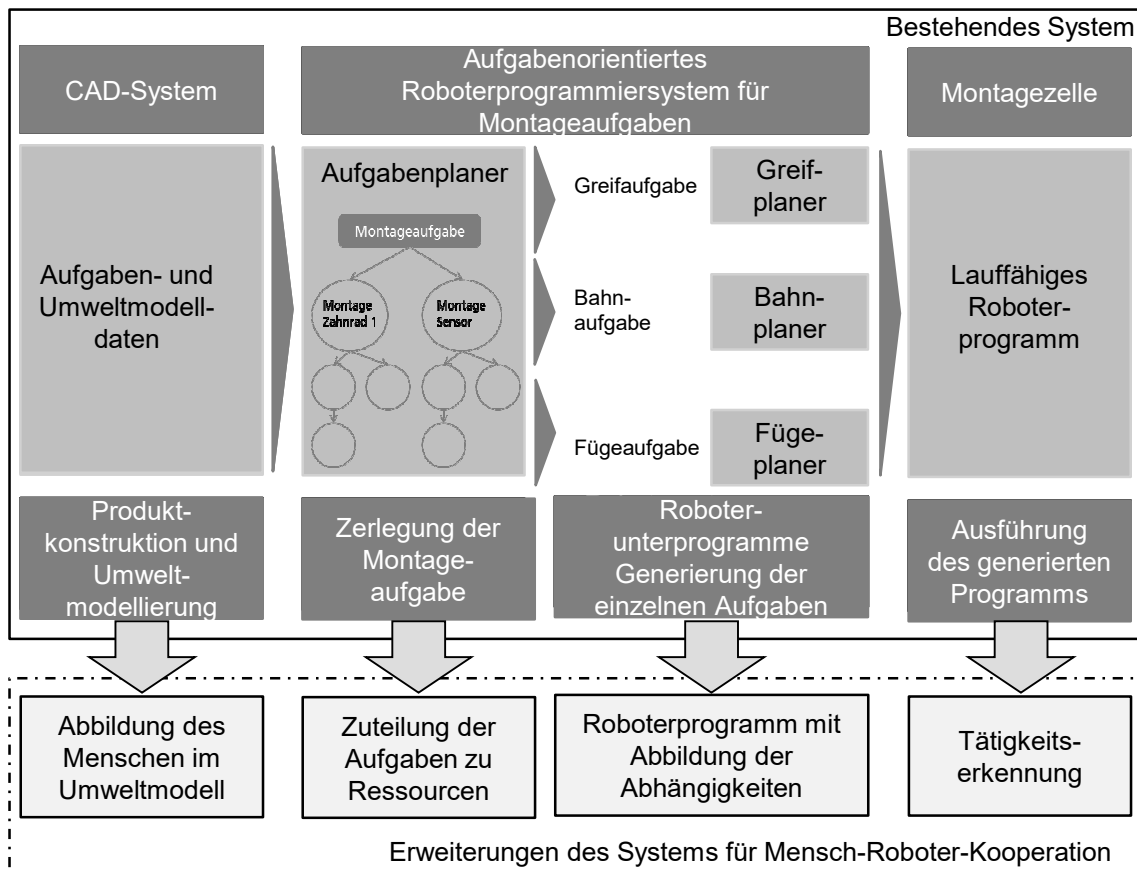 Bestehendes System
CAD-System
Aufgabenorientiertes
Roboterprogrammiersystem für
Montageaufgaben
Montagezelle
Aufgaben- und
Umweltmodell-
daten
Aufgabenplaner
Montageaufgabe
Montage
Zahnrad 1
Montage
Sensor
Greifaufgabe
Greif-
planer
Bahn-
aufgabe
Bahn-
planer
Fügeaufgabe
Füge-
planer
Lauffähiges
Roboter-
programm
Produkt-
konstruktion und
Umwelt-
modellierung
Zerlegung der
Montage-
aufgabe
Roboter-
unterprogramme
Generierung der
einzelnen Aufgaben
Ausführung
des generierten
Programms
Abbildung des
Menschen im
Umweltmodell
Zuteilung der
Aufgaben zu
Ressourcen
Roboterprogramm mit
Abbildung der
Abhängigkeiten
Tätigkeits-
erkennung
Erweiterungen des Systems für Mensch-Roboter-Kooperation